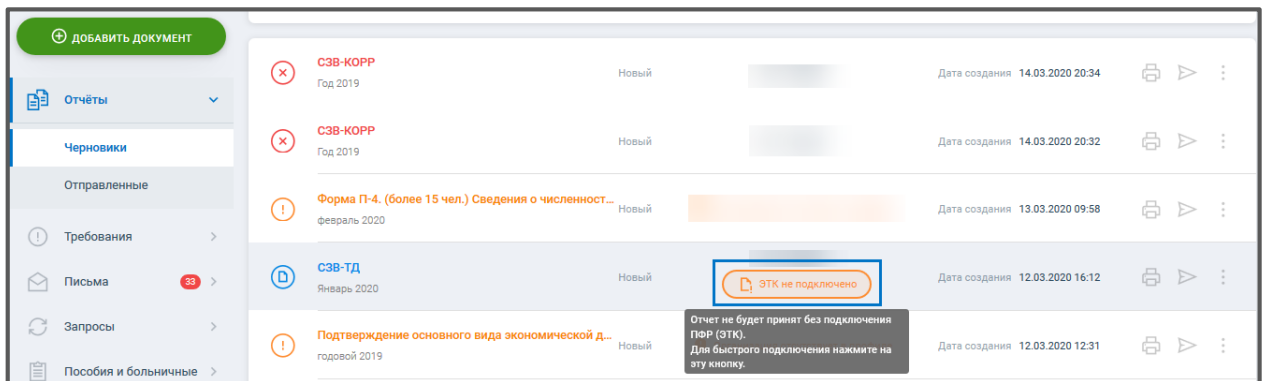 ДОБАВИТЬ ДОКУМЕНТ
Отчёты
Черновики
Отправленные
Требования
Письма 33
Запросы
Пособия и больничные
СЗВ-КОРР
Год 2019
Новый
Дата создания 14.03.2020 20:34
СЗВ-КОРР
Год 2019
Новый
Дата создания 14.03.2020 20:32
Форма П-4. (более 15 чел.) Сведения о численност...
февраль 2020
Новый
Дата создания 13.03.2020 09:58
СЗВ-ТД
Январь 2020
Новый
ЭТК не подключено
Дата создания 12.03.2020 16:12
Отчет не будет принят без подключения
ПФР (ЭТК).
Для быстрого подключения нажмите на
эту кнопку.
Подтверждение основного вида экономической д...
годовой 2019
Новый
Дата создания 12.03.2020 12:31